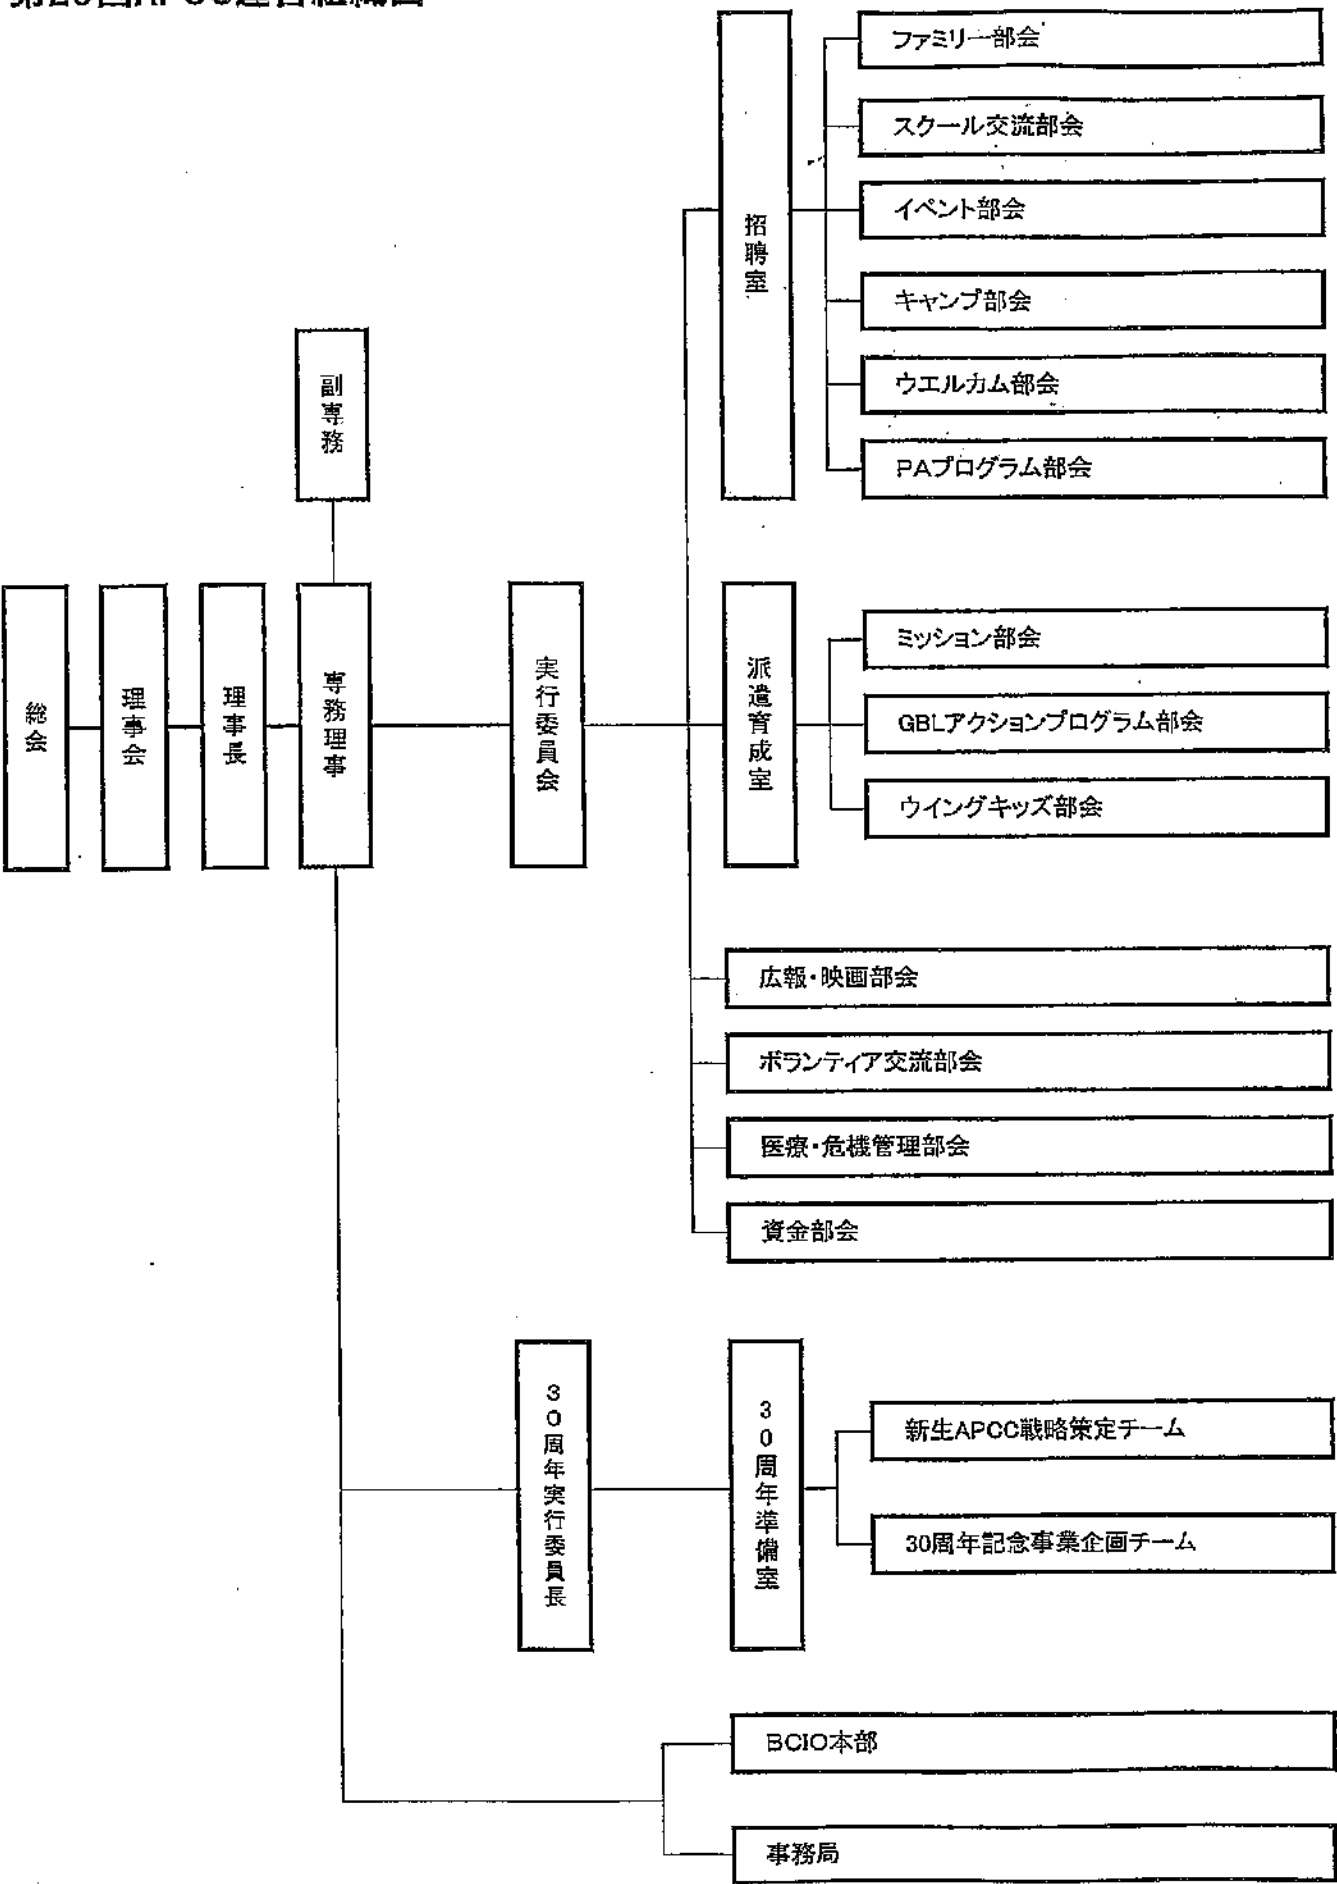 ファミリー部会
スクール交流部会
イベント部会
キャンプ部会
ウエルカム部会
PAプログラム部会
招聘室
副専務
総会
理事会
理事長
専務理事
実行委員会
派遣育成室
ミッション部会
GBLアクションプログラム部会
ウイングキッズ部会
広報・映画部会
ボランティア交流部会
医療・危機管理部会
資金部会
30周年実行委員長
30周年準備室
新生APCC戦略策定チーム
30周年記念事業企画チーム
BCIO本部
事務局